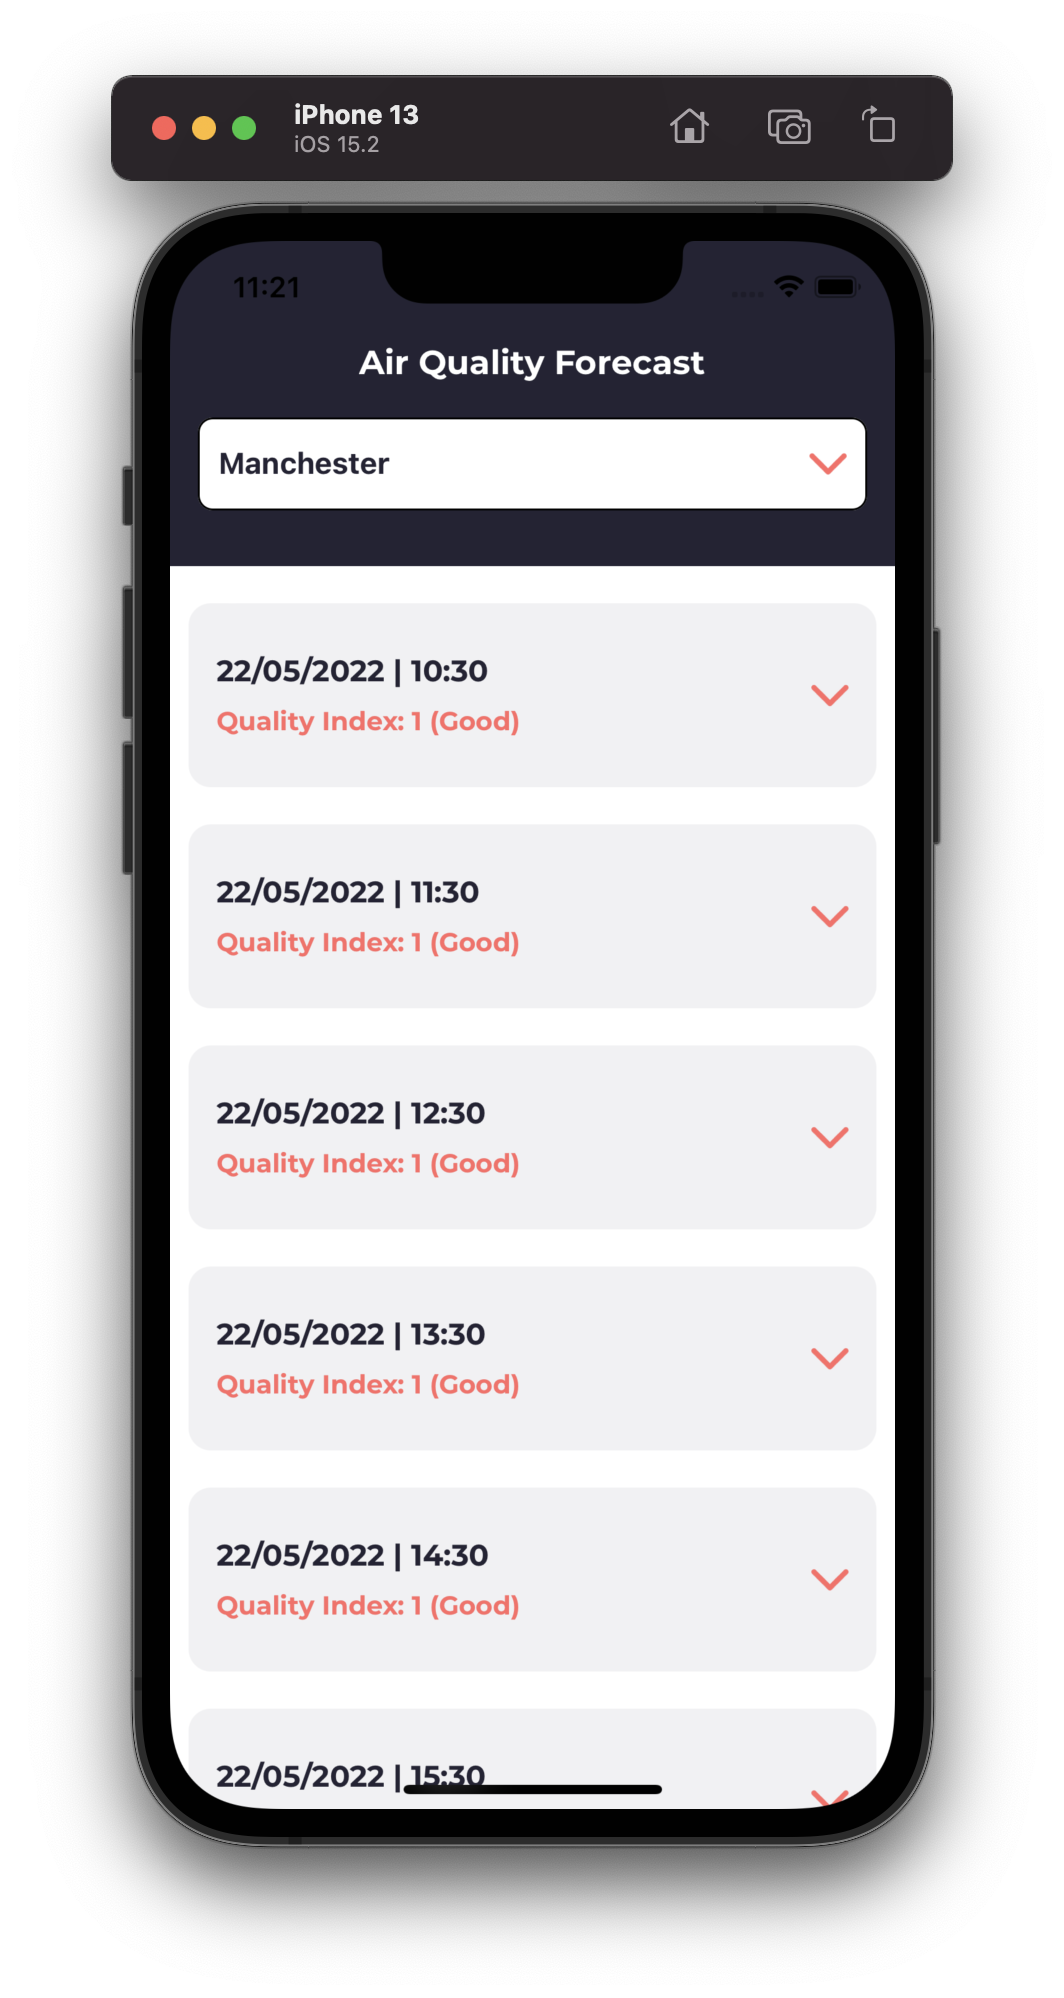 iPhone 13
iOS 15.2
11:21
Air Quality Forecast
Manchester
22/05/2022 | 10:30
Quality Index: 1 (Good)
22/05/2022 | 11:30
Quality Index: 1 (Good)
22/05/2022 | 12:30
Quality Index: 1 (Good)
22/05/2022 | 13:30
Quality Index: 1 (Good)
22/05/2022 | 14:30
Quality Index: 1 (Good)
22/05/2022 | 15:30